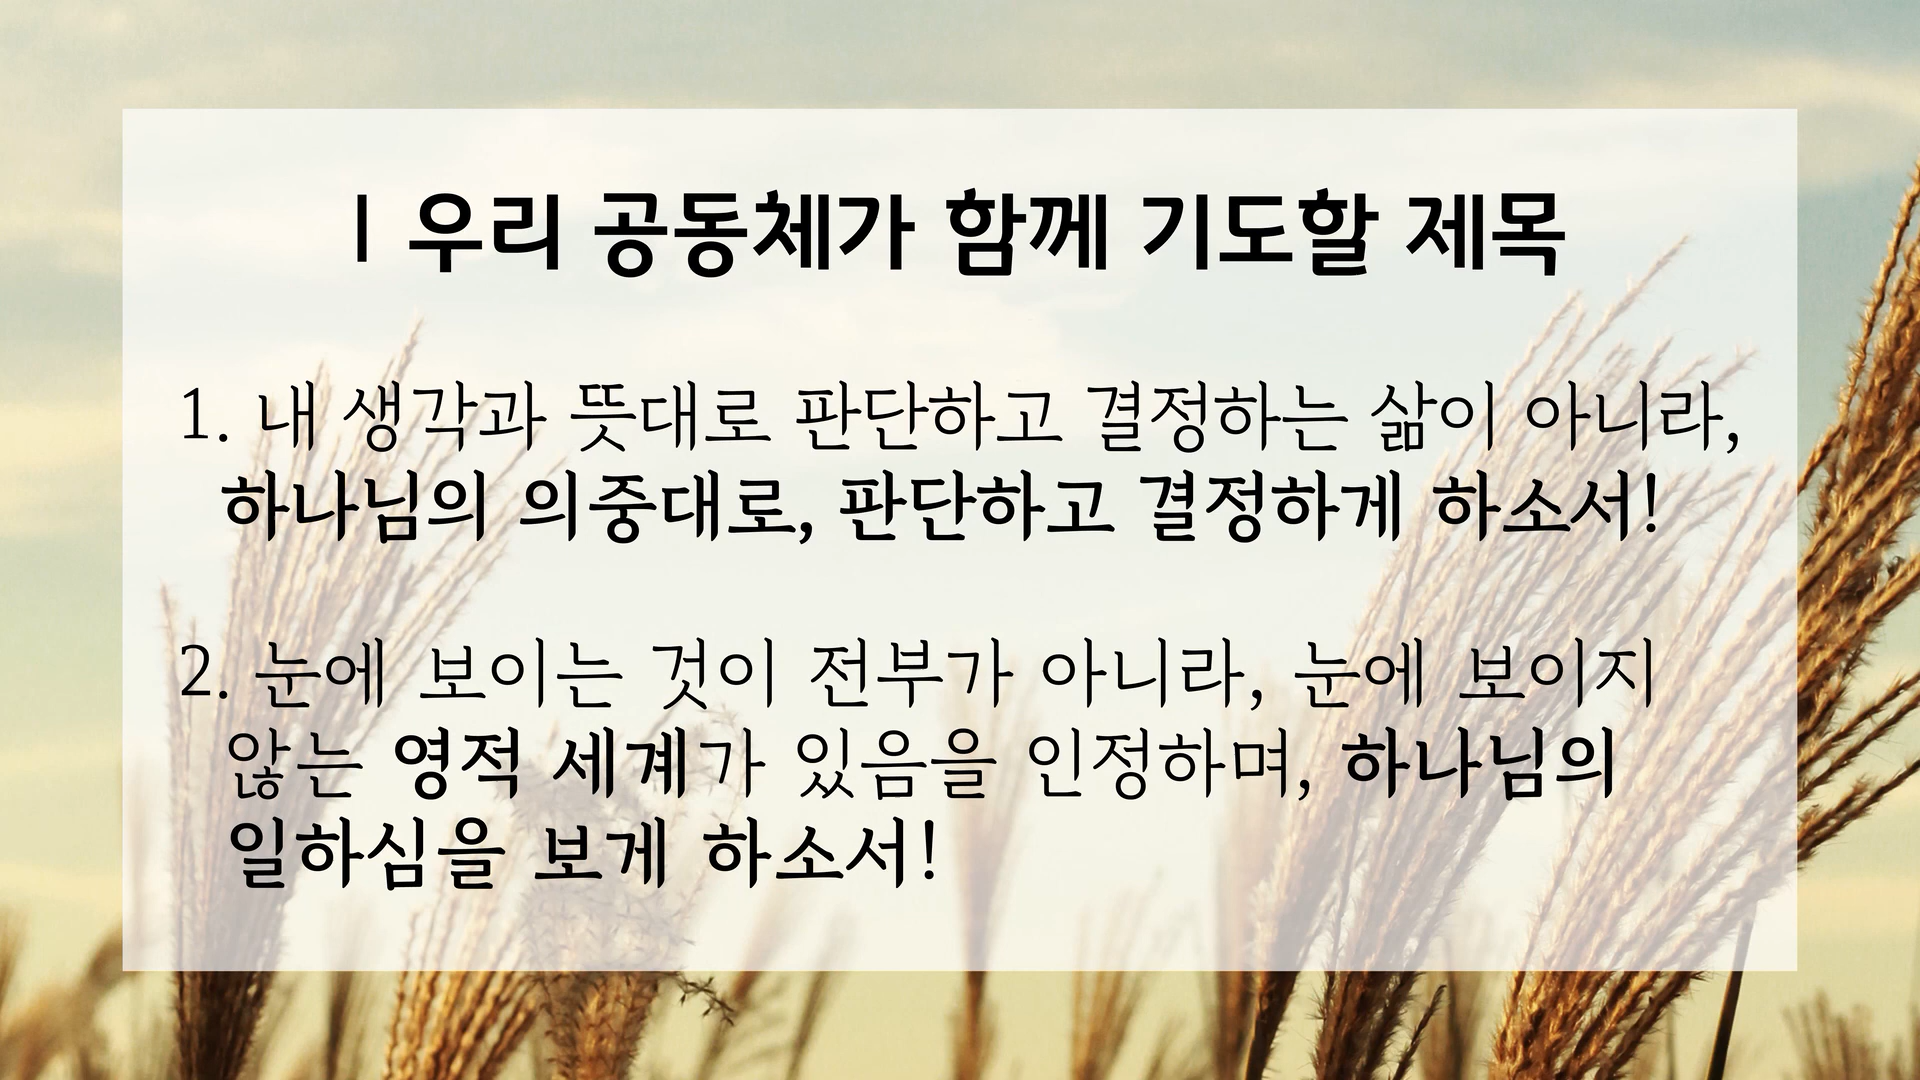 | 우리 공동체가 함께 기도할 제목
1. 내 생각과 뜻대로 판단하고 결정하는 삶이 아니라,
하나님의 의중대로, 판단하고 결정하게 하소서!
2. 눈에 보이는 것이 전부가 아니라, 눈에 보이지
않는 영적 세계가 있음을 인정하며, 하나님의
일하심을 보게 하소서!